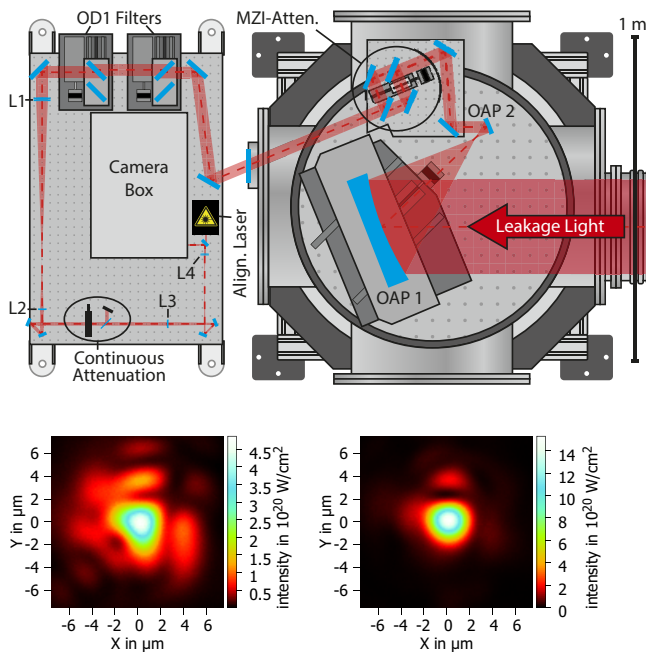 OD1 Filters
MZI-Atten.
1 m
L1
OAP 2
Camera
Box
Leakage Light
L4
Align. Laser
OAP 1
L2
L3
Continuous
Attenuation
6
4
2
0
-2
-4
-6
Y in µm
-6 -4 -2 0 2 4 6
X in µm
4.5
4
3.5
3
2.5
2
1.5
1
0.5
intensity in 10²⁰ W/cm²
6
4
2
0
-2
-4
-6
Y in µm
-6 -4 -2 0 2 4 6
X in µm
14
12
10
8
6
4
2
0
intensity in 10²⁰ W/cm²